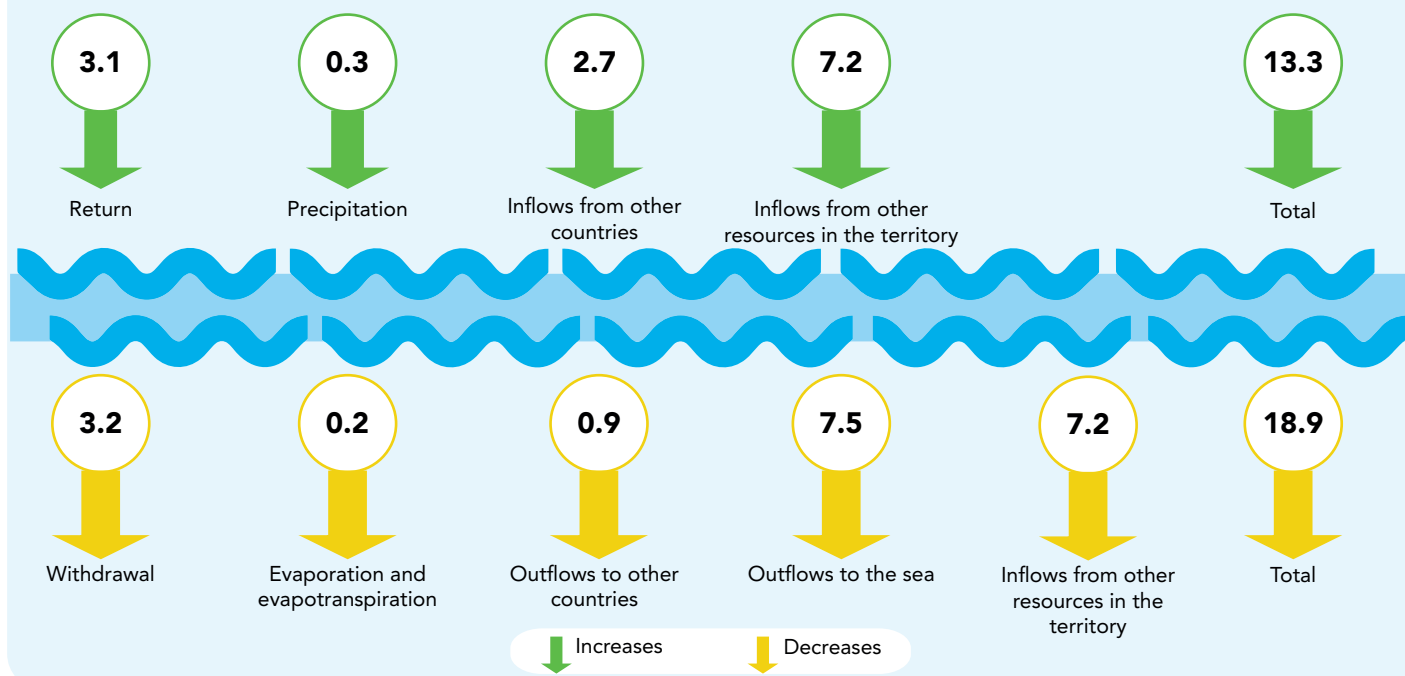 3.1
0.3
2.7
7.2
13.3
Return
Precipitation
Inflows from other
countries
Inflows from other
resources in the territory
Total
3.2
0.2
0.9
7.5
7.2
18.9
Withdrawal
Evaporation and
evapotranspiration
Outflows to other
countries
Outflows to the sea
Inflows from other
resources in the
territory
Total
Increases
Decreases